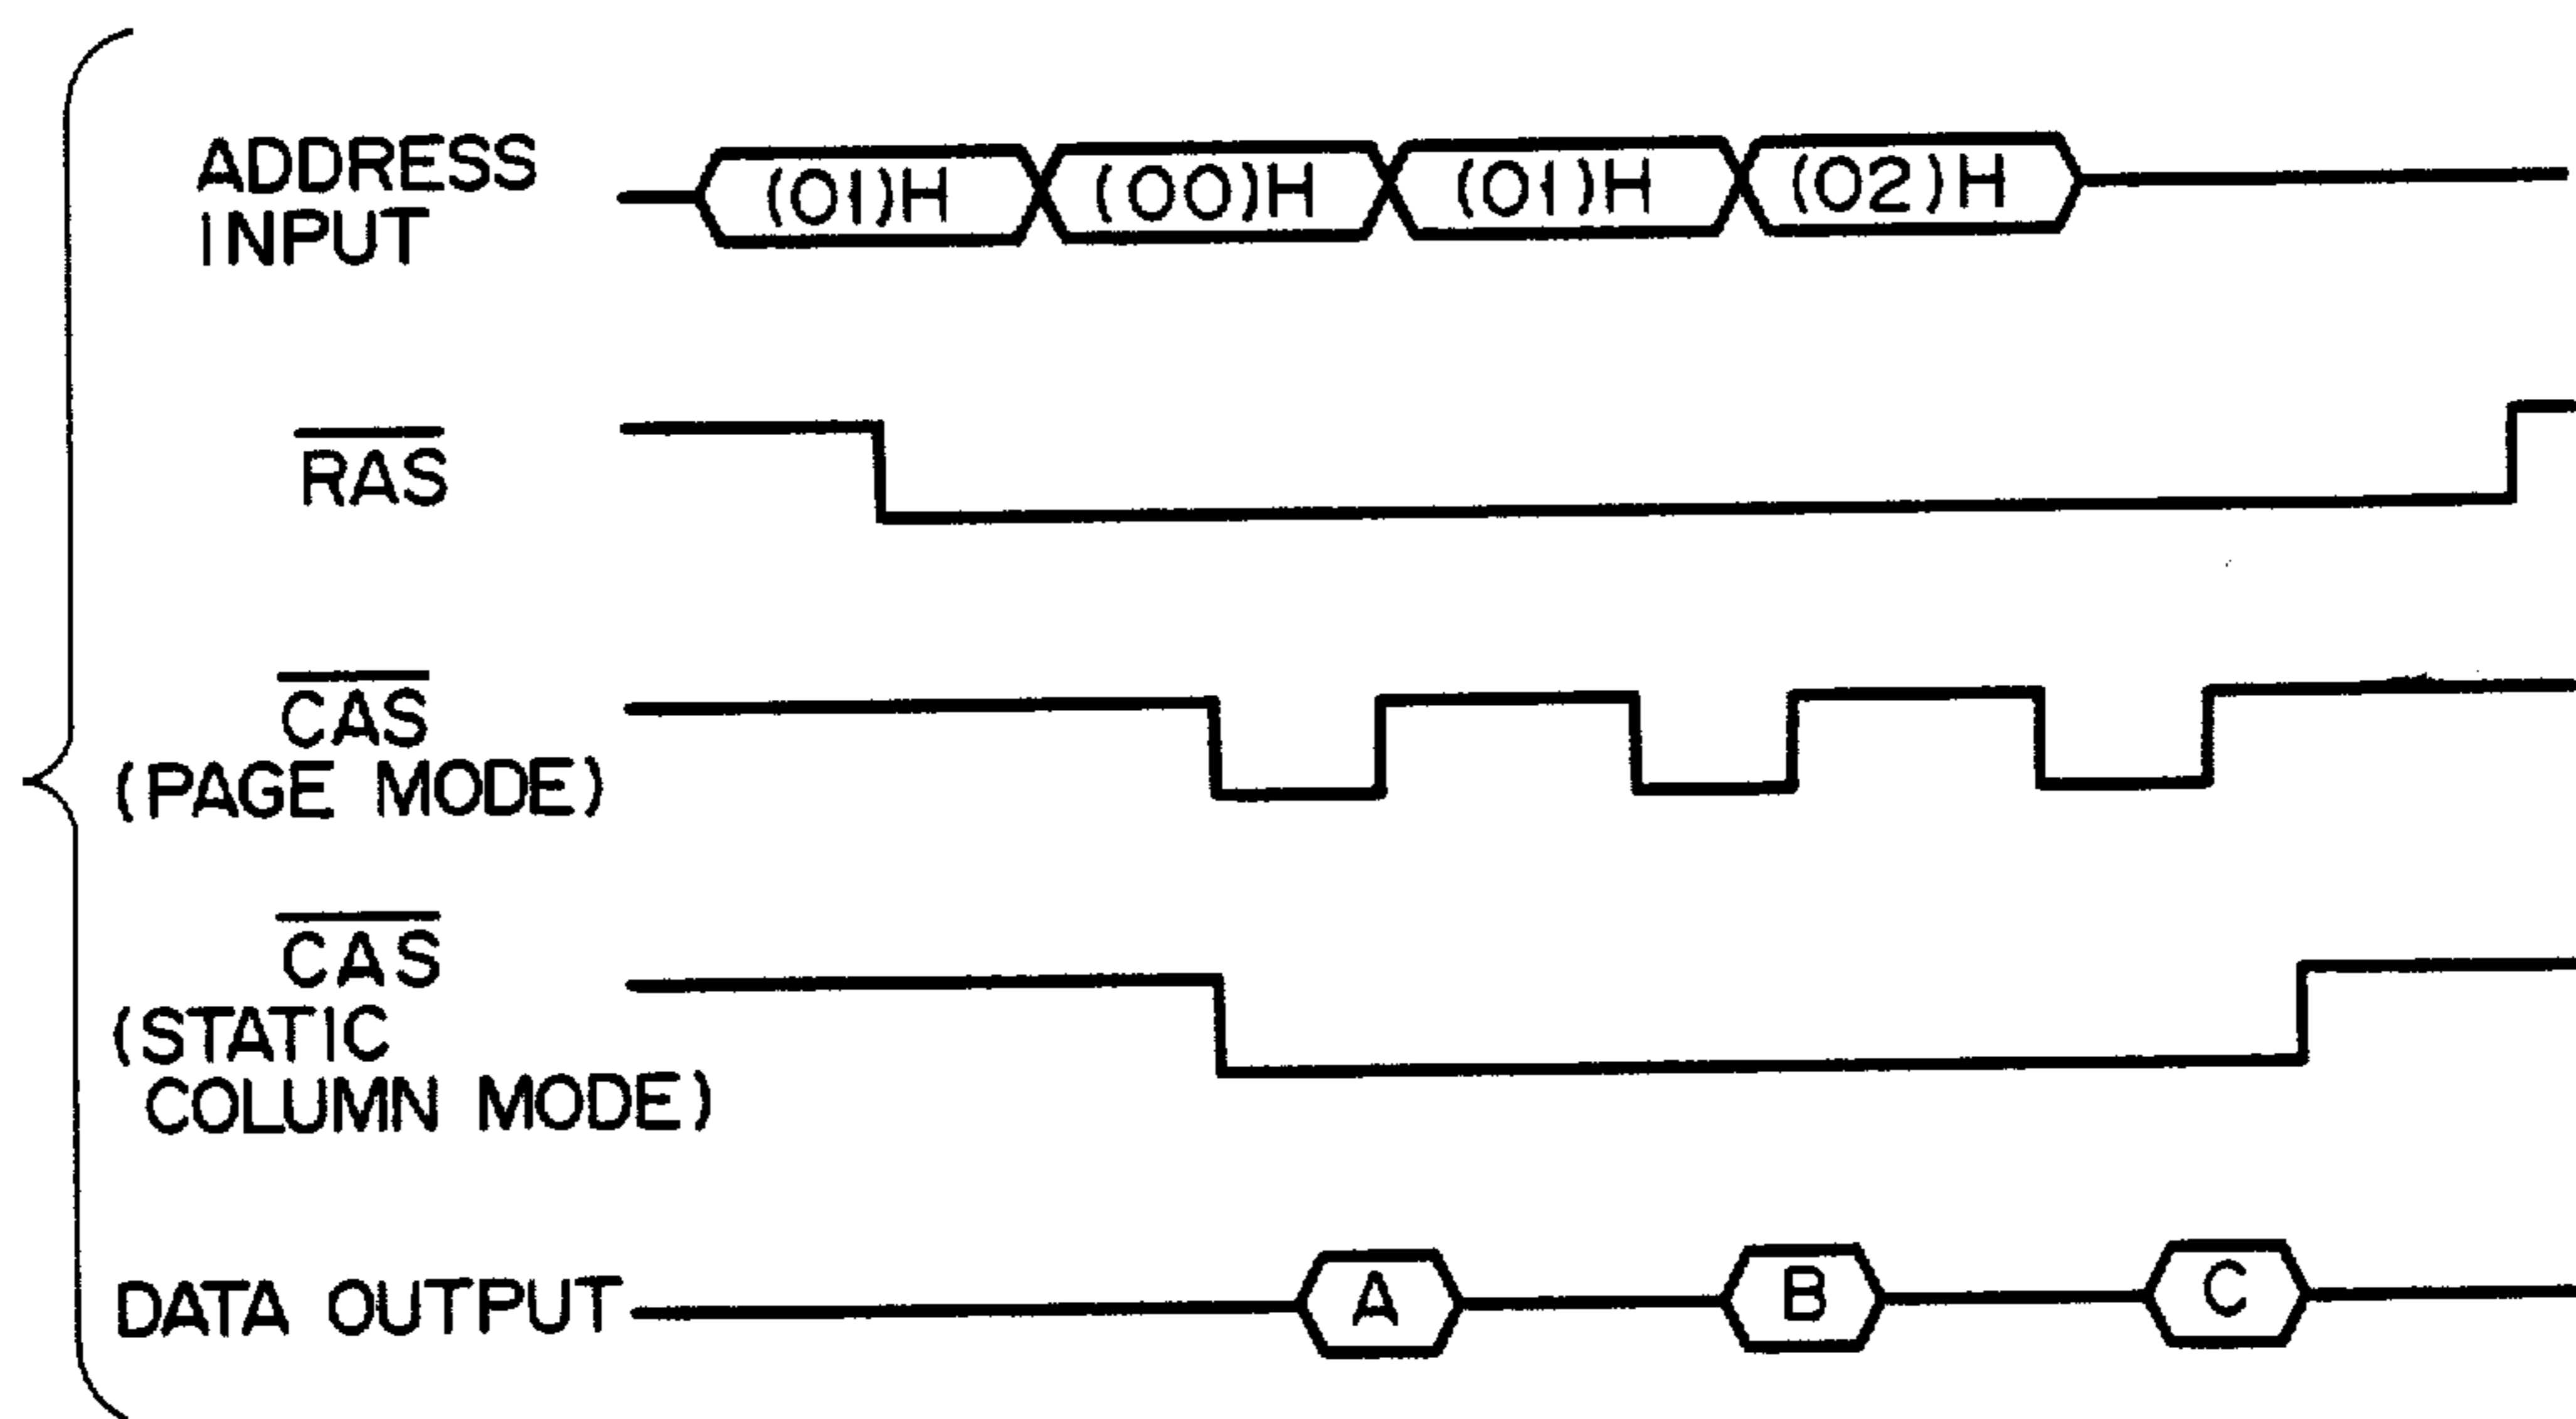 ADDRESS
INPUT
(01)H (00)H (01)H (02)H
RAS
CAS
(PAGE MODE)
CAS
(STATIC
COLUMN MODE)
DATA OUTPUT
A B C